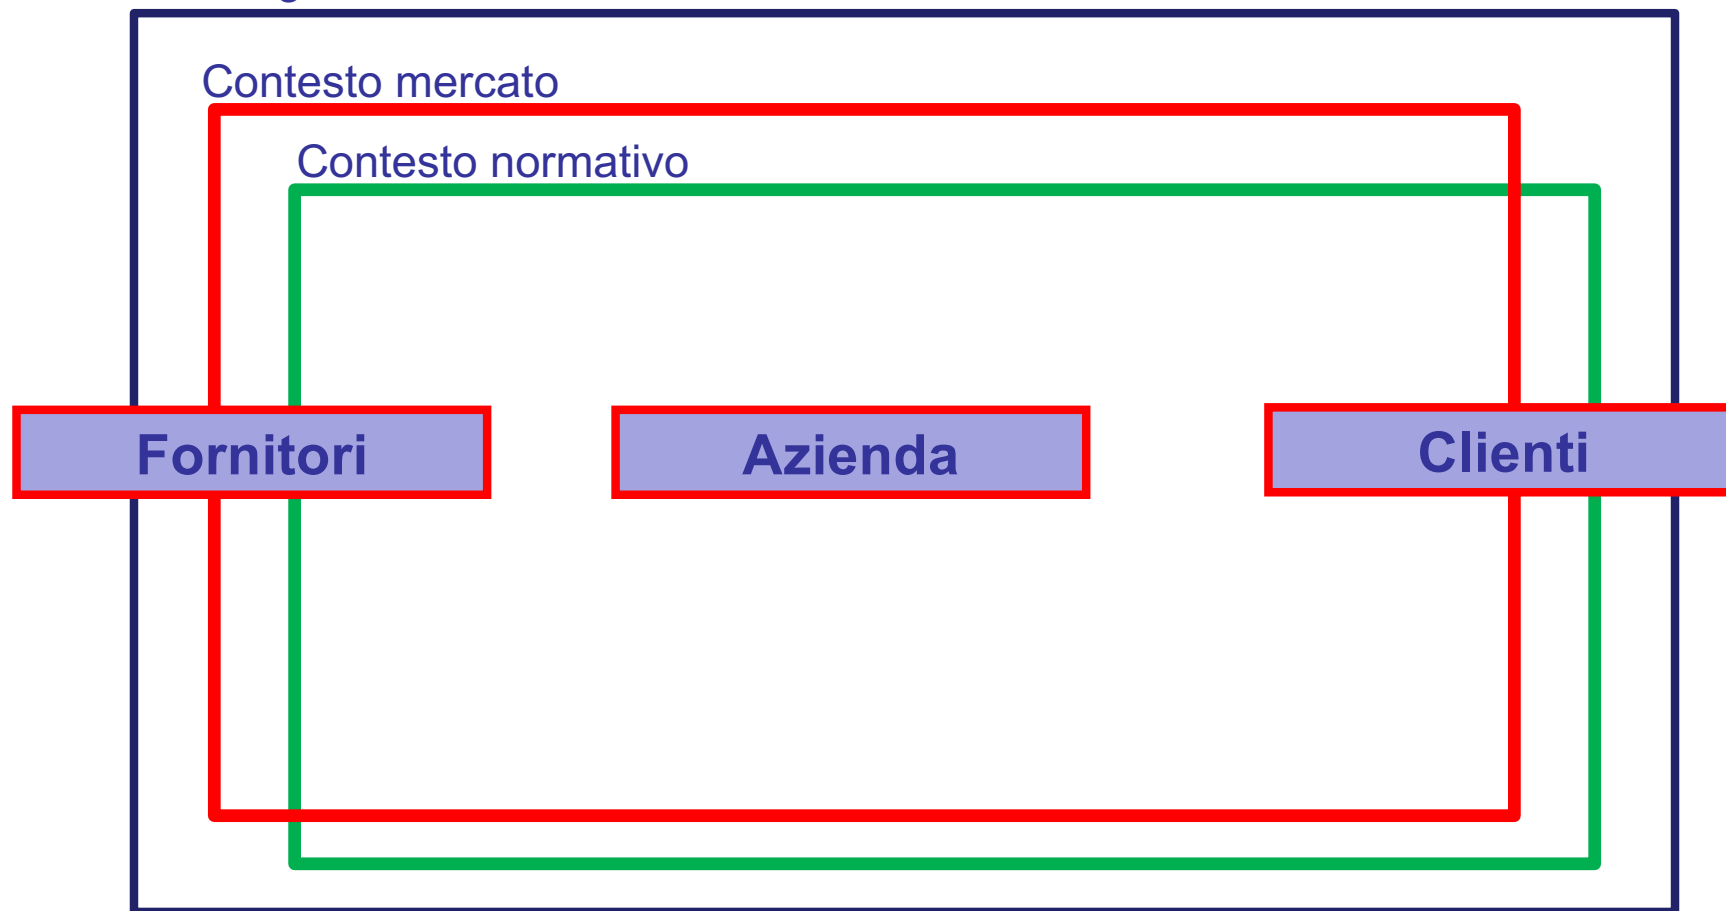 Contesto mercato
Contesto normativo
Fornitori
Azienda
Clienti